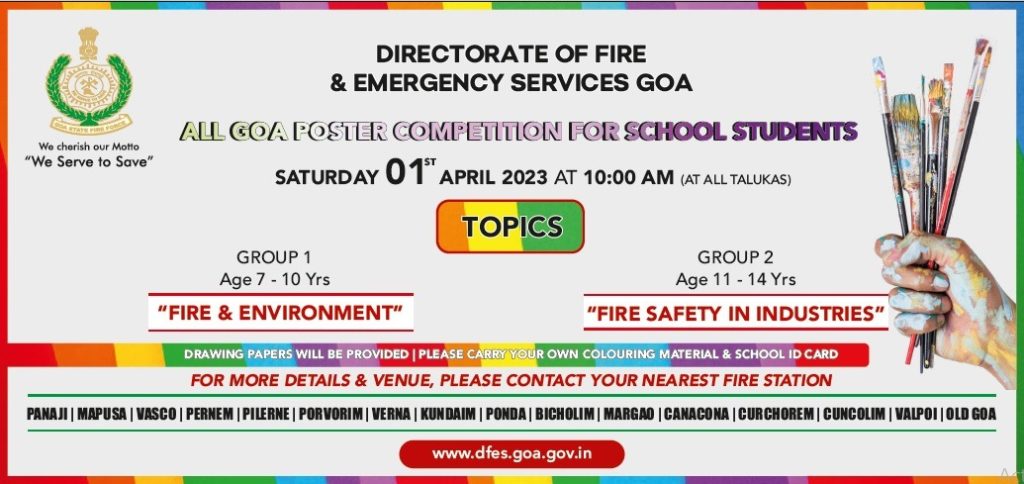 GOA STATE FIRE FORCE
We cherish our Motto
"We Serve to Save"
DIRECTORATE OF FIRE
& EMERGENCY SERVICES GOA
ALL GOA POSTER COMPETITION FOR SCHOOL STUDENTS
SATURDAY 01ST APRIL 2023 AT 10:00 AM (AT ALL TALUKAS)
TOPICS
GROUP 1
Age 7 - 10 Yrs
"FIRE & ENVIRONMENT"
GROUP 2
Age 11 - 14 Yrs
"FIRE SAFETY IN INDUSTRIES"
DRAWING PAPERS WILL BE PROVIDED | PLEASE CARRY YOUR OWN COLOURING MATERIAL & SCHOOL ID CARD
FOR MORE DETAILS & VENUE, PLEASE CONTACT YOUR NEAREST FIRE STATION
PANAJI | MAPUSA | VASCO | PERNEM | PILERNE | PORVORIM | VERNA | KUNDAIM | PONDA | BICHOLIM | MARGAO | CANACONA | CURCHOREM | CUNCOLIM | VALPOI | OLD GOA
www.dfes.goa.gov.in